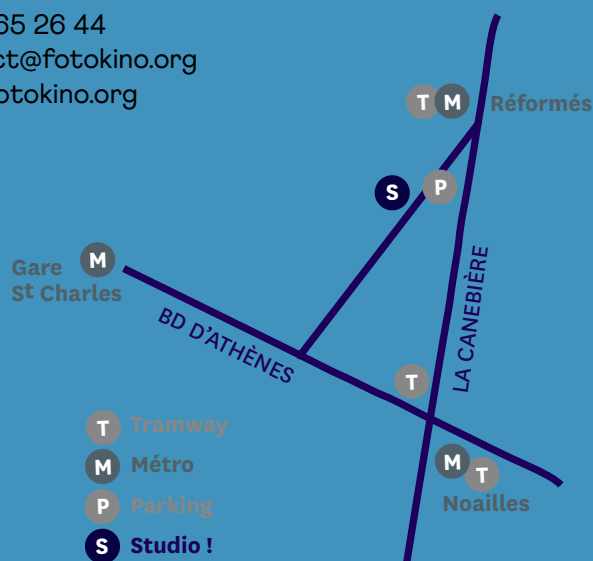 65 26 44
ct@fotokino.org
otokino.org
T M Réformés
S P
M
Gare
St Charles
BD D'ATHÈNES
LA CANEBIÈRE
T
M T
Noailles
T Tramway
M Métro
P Parking
S Studio !